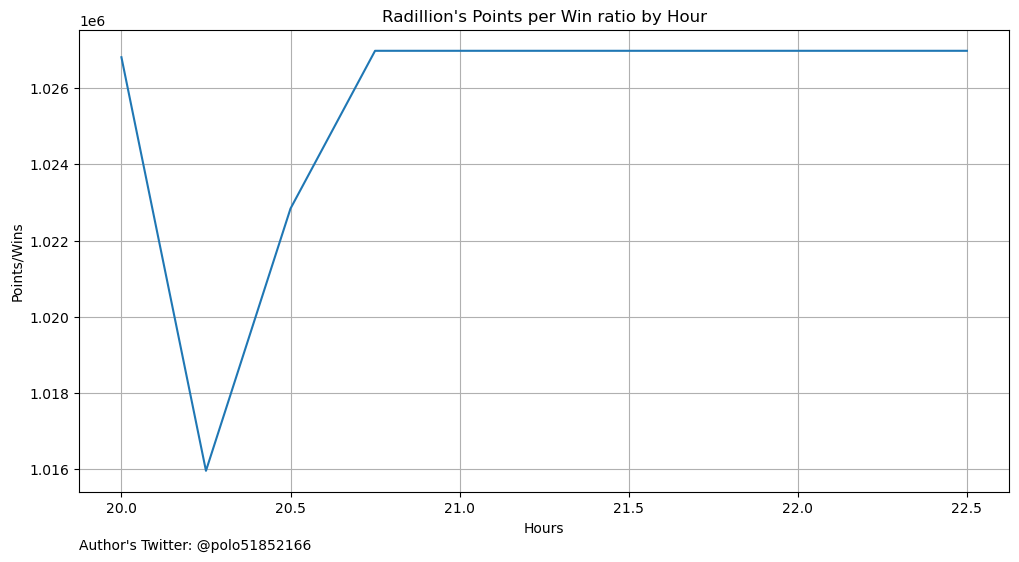 Radillion's Points per Win ratio by Hour
1e6
1.026
1.024
1.022
1.020
1.018
1.016
Points/Wins
20.0 20.5 21.0 21.5 22.0 22.5
Hours
Author's Twitter: @polo51852166